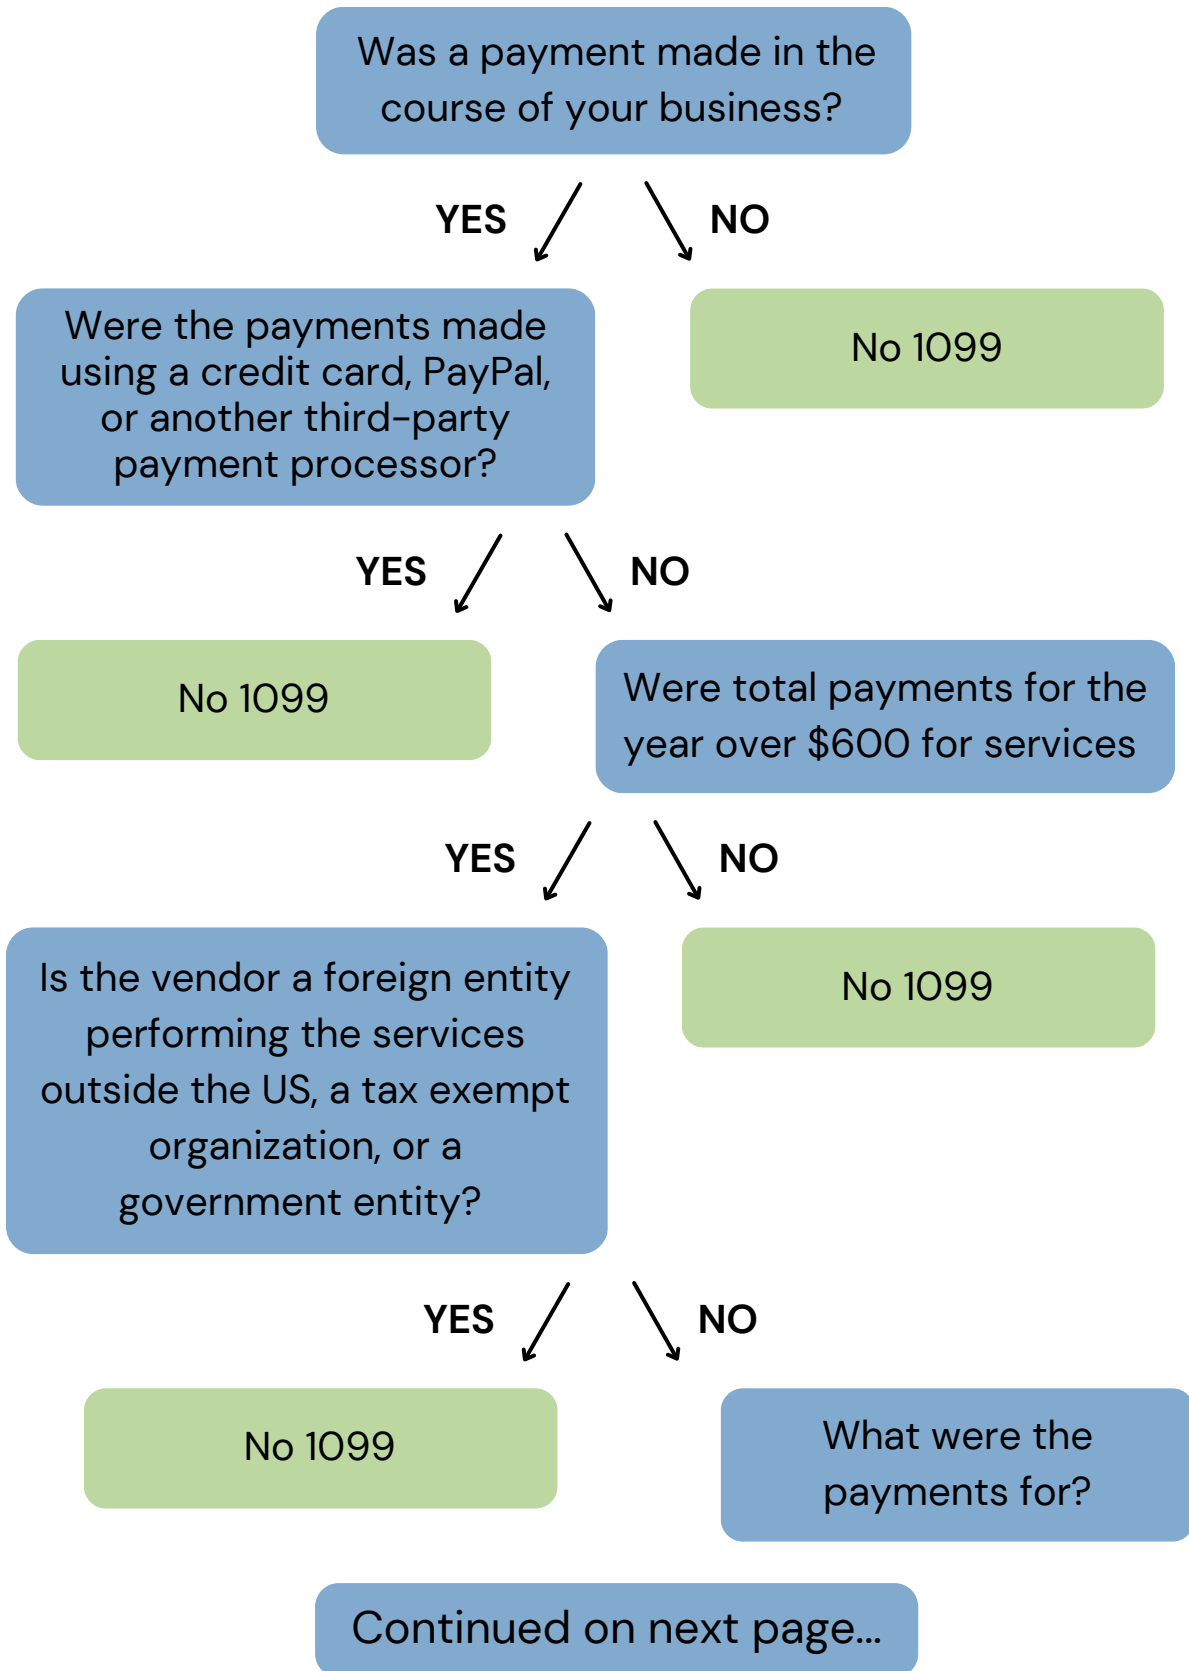 Was a payment made in the
course of your business?
YES
NO
Were the payments made
using a credit card, PayPal,
or another third-party
payment processor?
No 1099
YES
NO
No 1099
Were total payments for the
year over $600 for services
YES
NO
Is the vendor a foreign entity
performing the services
outside the US, a tax exempt
organization, or a
government entity?
No 1099
YES
NO
No 1099
What were the
payments for?
Continued on next page...